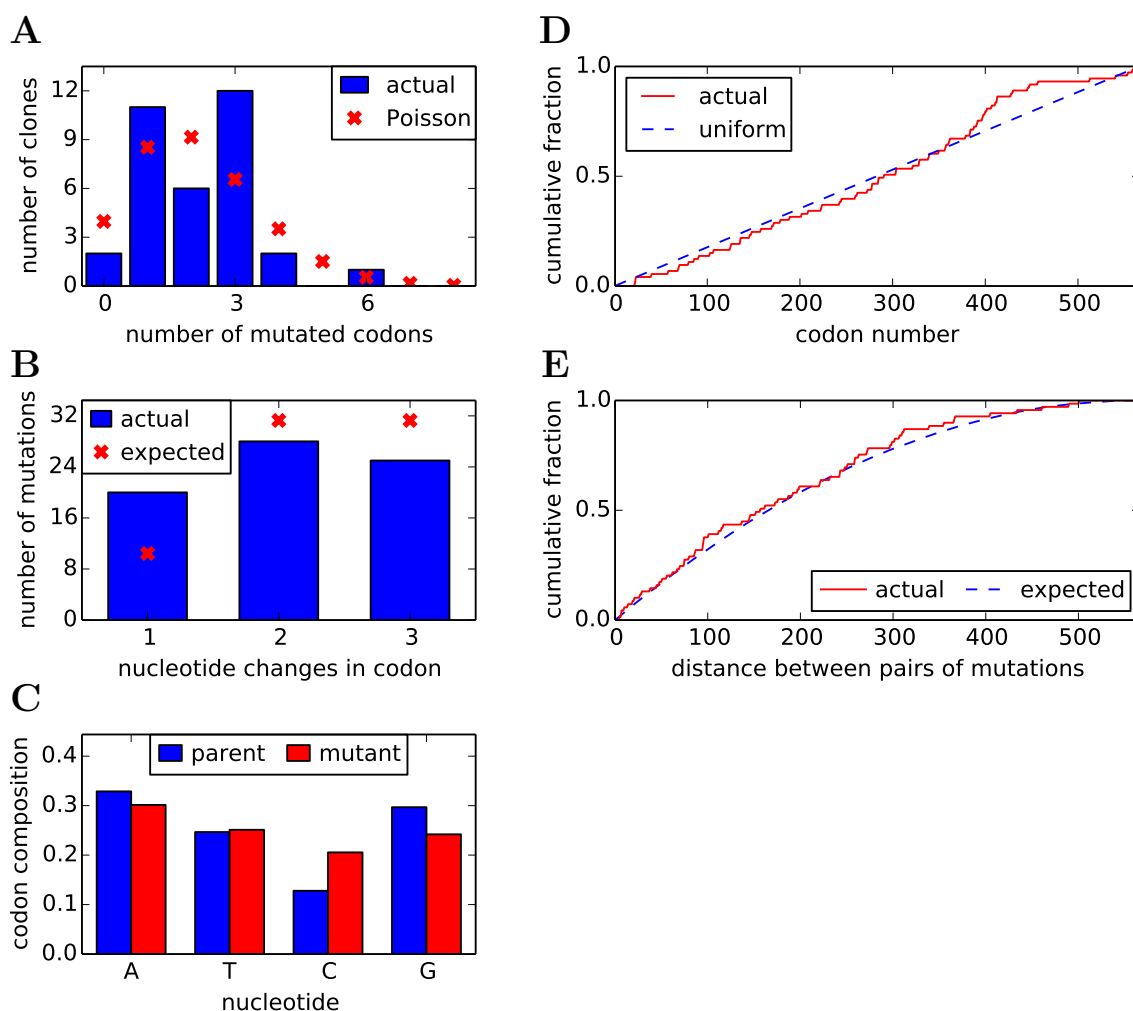 A
number of clones
12
9
6
3
0
actual
Poisson
0 3 6
number of mutated codons
B
number of mutations
32
24
16
8
0
actual
expected
1 2 3
nucleotide changes in codon
C
codon composition
0.4
0.3
0.2
0.1
0.0
parent mutant
A T C G
nucleotide
D
cumulative fraction
1.0
0.5
0.0
actual
uniform
0 100 200 300 400 500
codon number
E
cumulative fraction
1.0
0.5
0.0
actual expected
0 100 200 300 400 500
distance between pairs of mutations